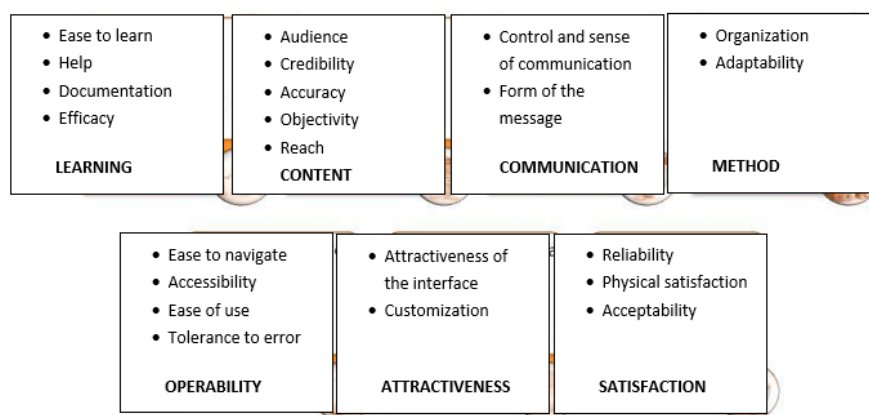 • Ease to learn
• Help
• Documentation
• Efficacy
LEARNING
• Audience
• Credibility
• Accuracy
• Objectivity
• Reach
CONTENT
• Control and sense
of communication
• Form of the
message
COMMUNICATION
• Organization
• Adaptability
METHOD
• Ease to navigate
• Accessibility
• Ease of use
• Tolerance to error
OPERABILITY
• Attractiveness of
the interface
• Customization
ATTRACTIVENESS
• Reliability
• Physical satisfaction
• Acceptability
SATISFACTION